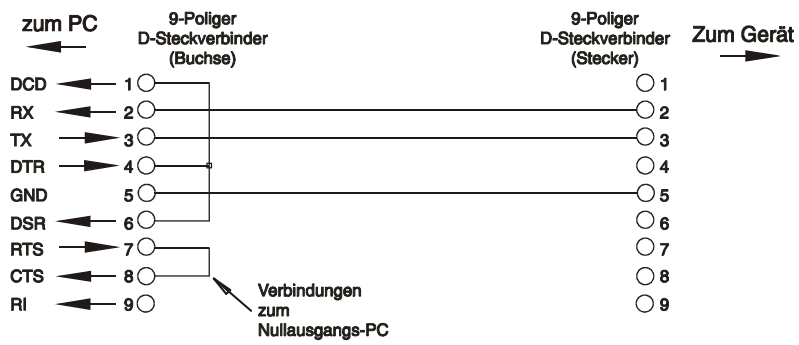 zum PC
9-Poliger
D-Steckverbinder
(Buchse)
9-Poliger
D-Steckverbinder
(Stecker)
Zum Gerät
DCD 1 1
RX 2 2
TX 3 3
DTR 4 4
GND 5 5
DSR 6 6
RTS 7 7
CTS 8 8
RI 9 9
Verbindungen
zum
Nullausgangs-PC